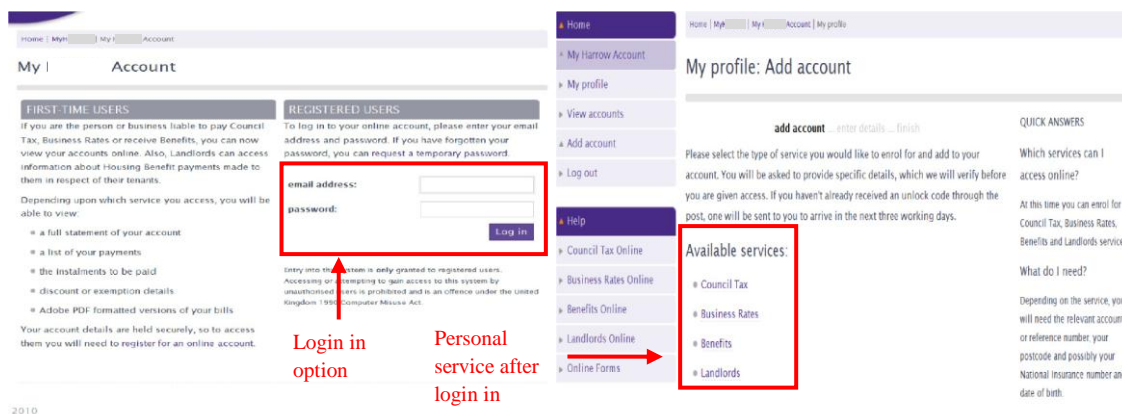 Home | MyH | My Account
My Account
FIRST-TIME USERS
If you are the person or business liable to pay Council
Tax, Business Rates or receive Benefits, you can now
view your accounts online. Also, Landlords can access
information about Housing Benefit payments made to
them in respect of their tenants.
Depending upon which service you access, you will be
able to view:
a full statement of your account
a list of your payments
the instalments to be paid
discount or exemption details
Adobe PDF formatted versions of your bills
Your account details are held securely, so to access
them you will need to register for an online account.
2010
REGISTERED USERS
To log in to your online account, please enter your email
address and password. If you have forgotten your
password, you can request a temporary password.
email address:
password:
Log in
Entry into the system is only granted to registered users.
Accessing or attempting to gain access to this system by
unauthorised users is prohibited and is an offence under the United
Kingdom 1990 Computer Misuse Act.
Login in
option
Personal
service after
login in
Home
My Harrow Account
My profile
View accounts
Add account
Log out
Help
Council Tax Online
Business Rates Online
Benefits Online
Landlords Online
Online Forms
Home | My | My Account | My profile
My profile: Add account
add account ... enter details ... finish
Please select the type of service you would like to enrol for and add to your
account. You will be asked to provide specific details, which we will verify before
you are given access. If you haven't already received an unlock code through the
post, one will be sent to you to arrive in the next three working days.
Available services:
Council Tax
Business Rates
Benefits
Landlords
QUICK ANSWERS
Which services can I
access online?
At this time you can enrol for
Council Tax, Business Rates,
Benefits and Landlords service
What do I need?
Depending on the service, you
will need the relevant account
or reference number, your
postcode and possibly your
National Insurance number an
date of birth.